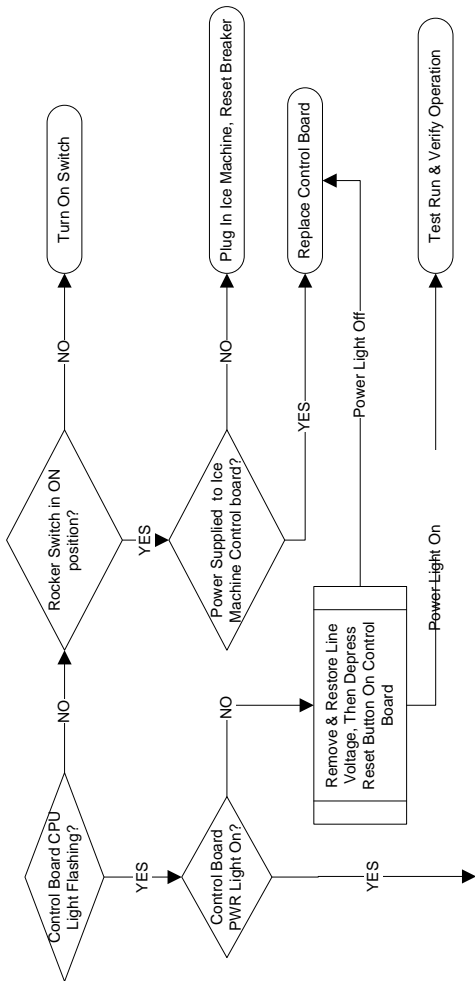 Control Board CPU
Light Flashing?
NO
Rocker Switch in ON
position?
NO
Turn On Switch
YES
YES
Control Board
PWR Light On?
NO
Power Supplied to Ice
Machine Control board?
NO
Plug In Ice Machine, Reset Breaker
YES
Replace Control Board
Remove & Restore Line
Voltage, Then Depress
Reset Button On Control
Board
Power Light Off
YES
Power Light On
Test Run & Verify Operation